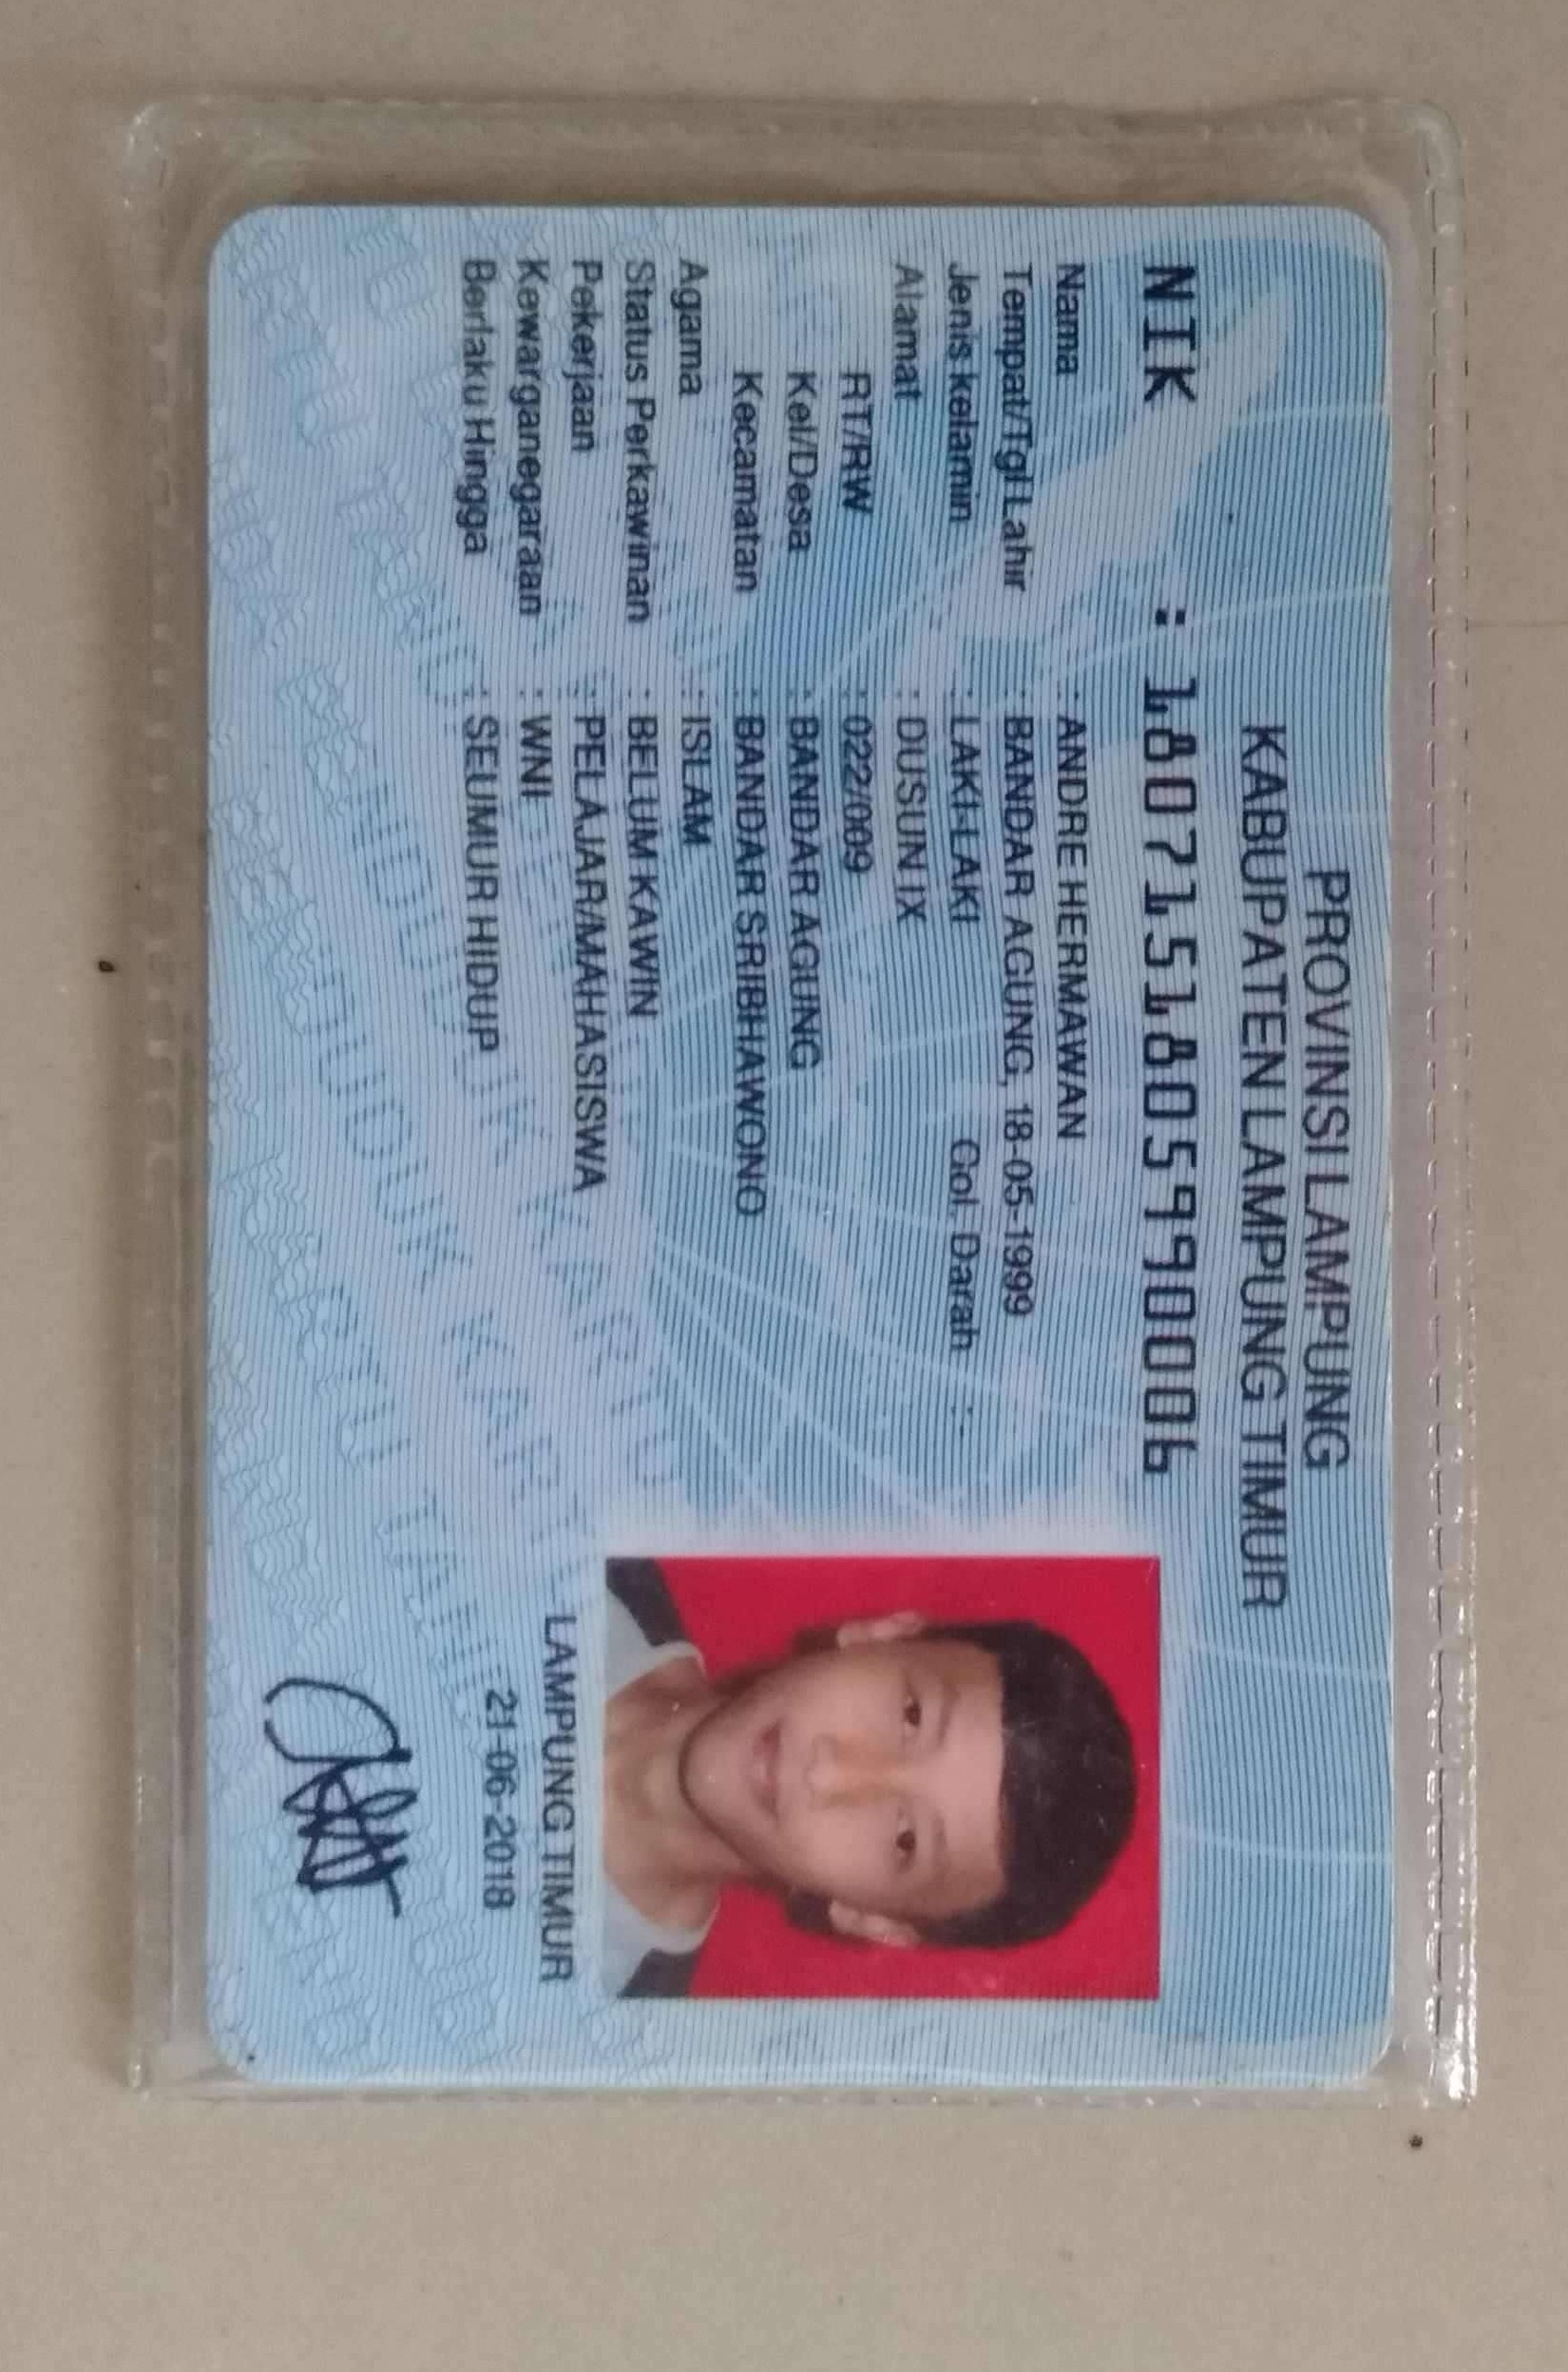 PROVINSI LAMPUNG
KABUPATEN LAMPUNG TIMUR
NIK : 1807151805990006
Nama : ANDRE HERMAWAN
Tempat/Tgl Lahir : BANDAR AGUNG, 18-05-1999
Jenis kelamin : LAKI-LAKI Gol. Darah : -
Alamat : DUSUN IX
RT/RW : 022/009
Kel/Desa : BANDAR AGUNG
Kecamatan : BANDAR SRIBHAWONO
Agama : ISLAM
Status Perkawinan : BELUM KAWIN
Pekerjaan : PELAJAR/MAHASISWA
Kewarganegaraan : WNI
Berlaku Hingga : SEUMUR HIDUP
LAMPUNG TIMUR
21-06-2018